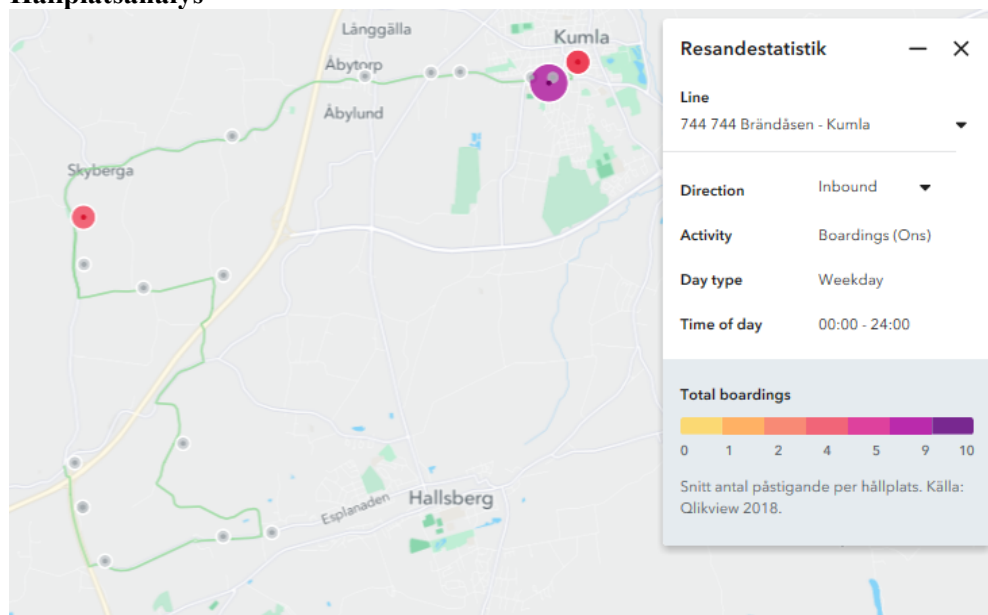 Hållplatsanalys
Långgälla
Kumla
Åbytorp
Åbylund
Skyberga
Esplanaden
Hallsberg
Resandestatistik
Line
744 744 Brändåsen - Kumla
Direction Inbound
Activity Boardings (Ons)
Day type Weekday
Time of day 00:00 - 24:00
Total boardings
0 1 2 4 5 9 10
Snitt antal påstigande per hållplats. Källa:
Qlikview 2018.